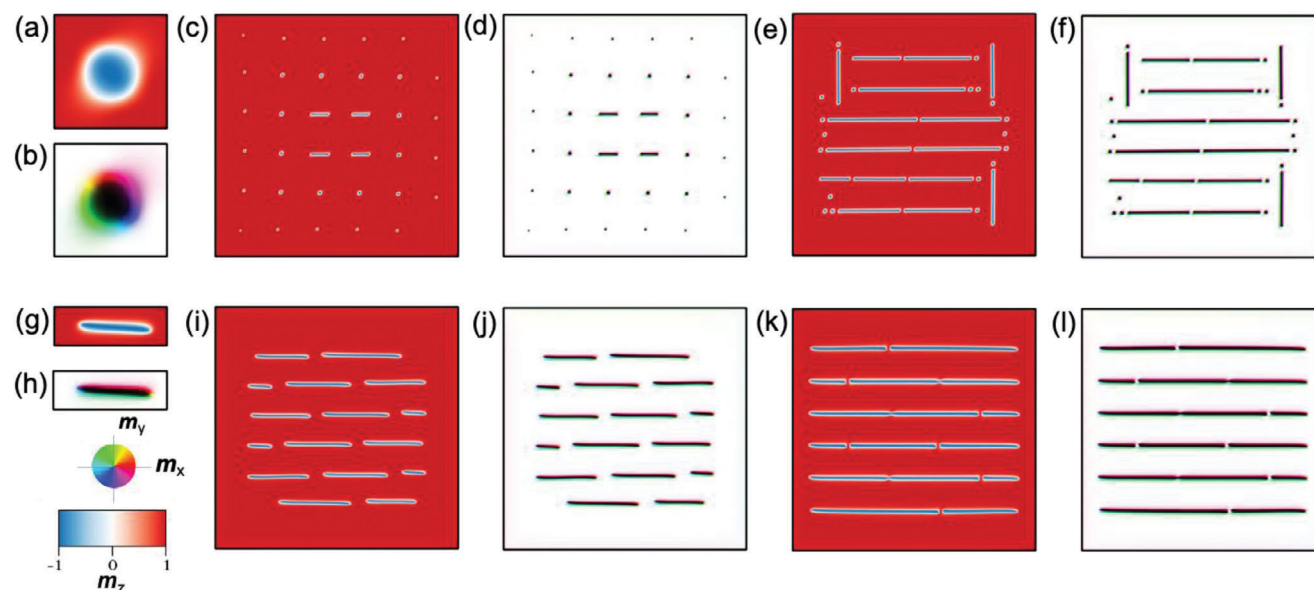 (a) (c) (d) (e) (f)
(b)
(g) (i) (j) (k) (l)
(h)
m_y
m_x
-1 0 1
m_z